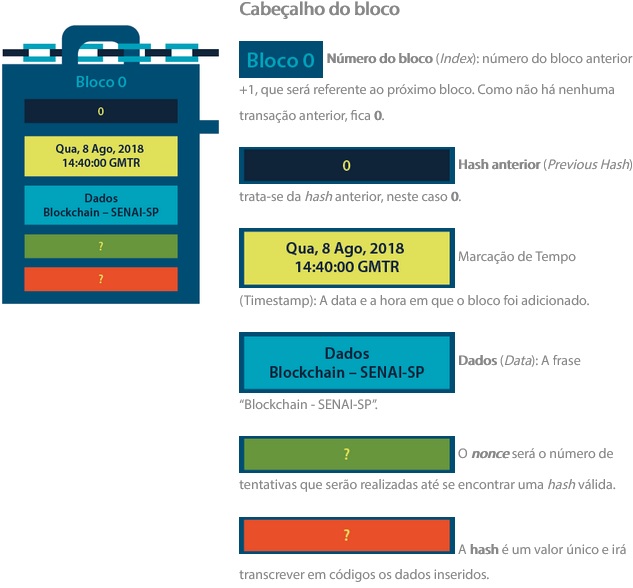 Cabeçalho do bloco
Bloco 0
0
Qua, 8 Ago, 2018
14:40:00 GMTR
Dados
Blockchain – SENAI-SP
?
?
Bloco 0 Número do bloco (Index): número do bloco anterior
+1, que será referente ao próximo bloco. Como não há nenhuma
transação anterior, fica 0.
0 Hash anterior (Previous Hash)
trata-se da hash anterior, neste caso 0.
Qua, 8 Ago, 2018
14:40:00 GMTR
Marcação de Tempo
(Timestamp): A data e a hora em que o bloco foi adicionado.
Dados
Blockchain – SENAI-SP
Dados (Data): A frase
“Blockchain - SENAI-SP”.
? O nonce será o número de
tentativas que serão realizadas até se encontrar uma hash válida.
? A hash é um valor único e irá
transcrever em códigos os dados inseridos.